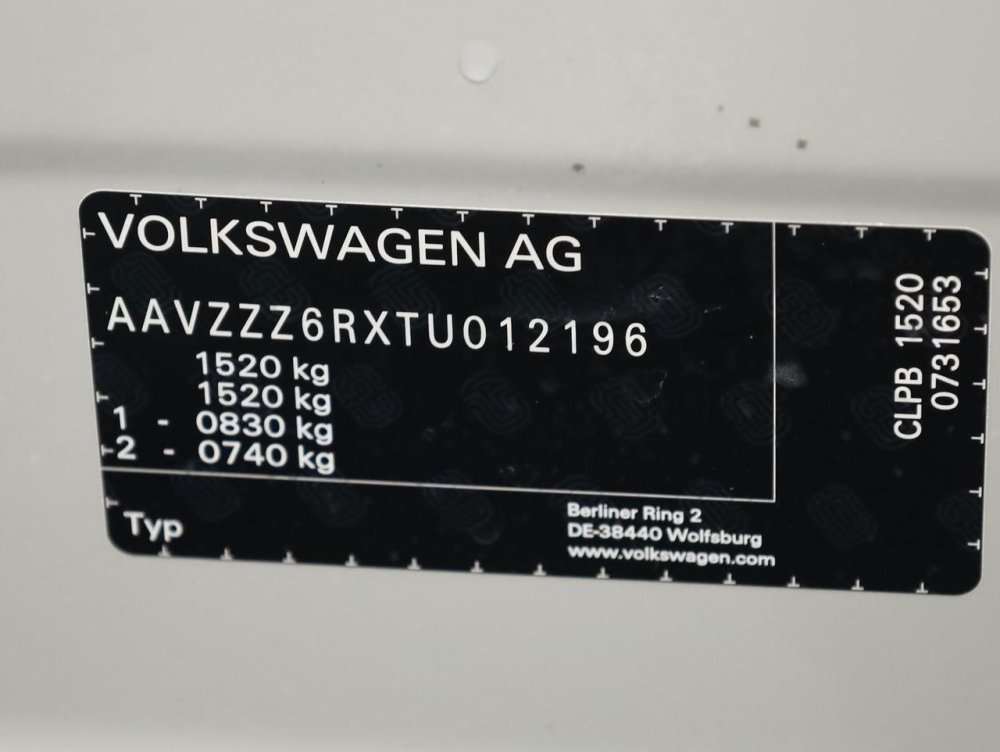 VOLKSWAGEN AG
AAVZZZ6RXTU012196
1520 kg
1520 kg
1 - 0830 kg
2 - 0740 kg
Typ
Berliner Ring 2
DE-38440 Wolfsburg
www.volkswagen.com
CLPB 1520
0731653